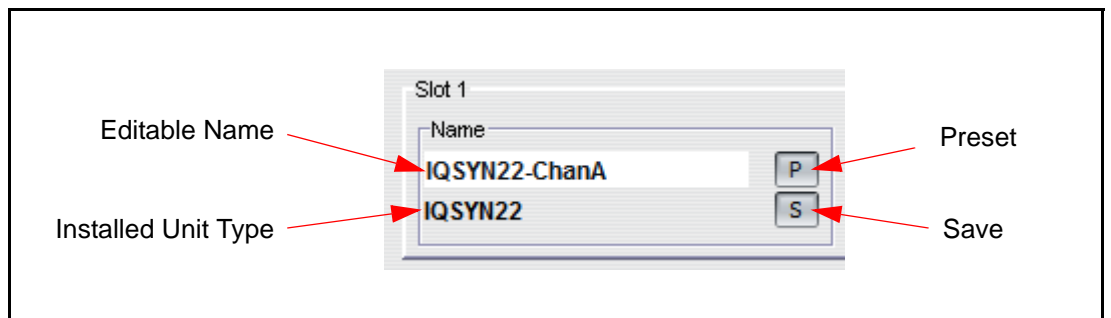 Slot 1
Name
Editable Name
IQSYN22-ChanA
P
Preset
Installed Unit Type
IQSYN22
S
Save